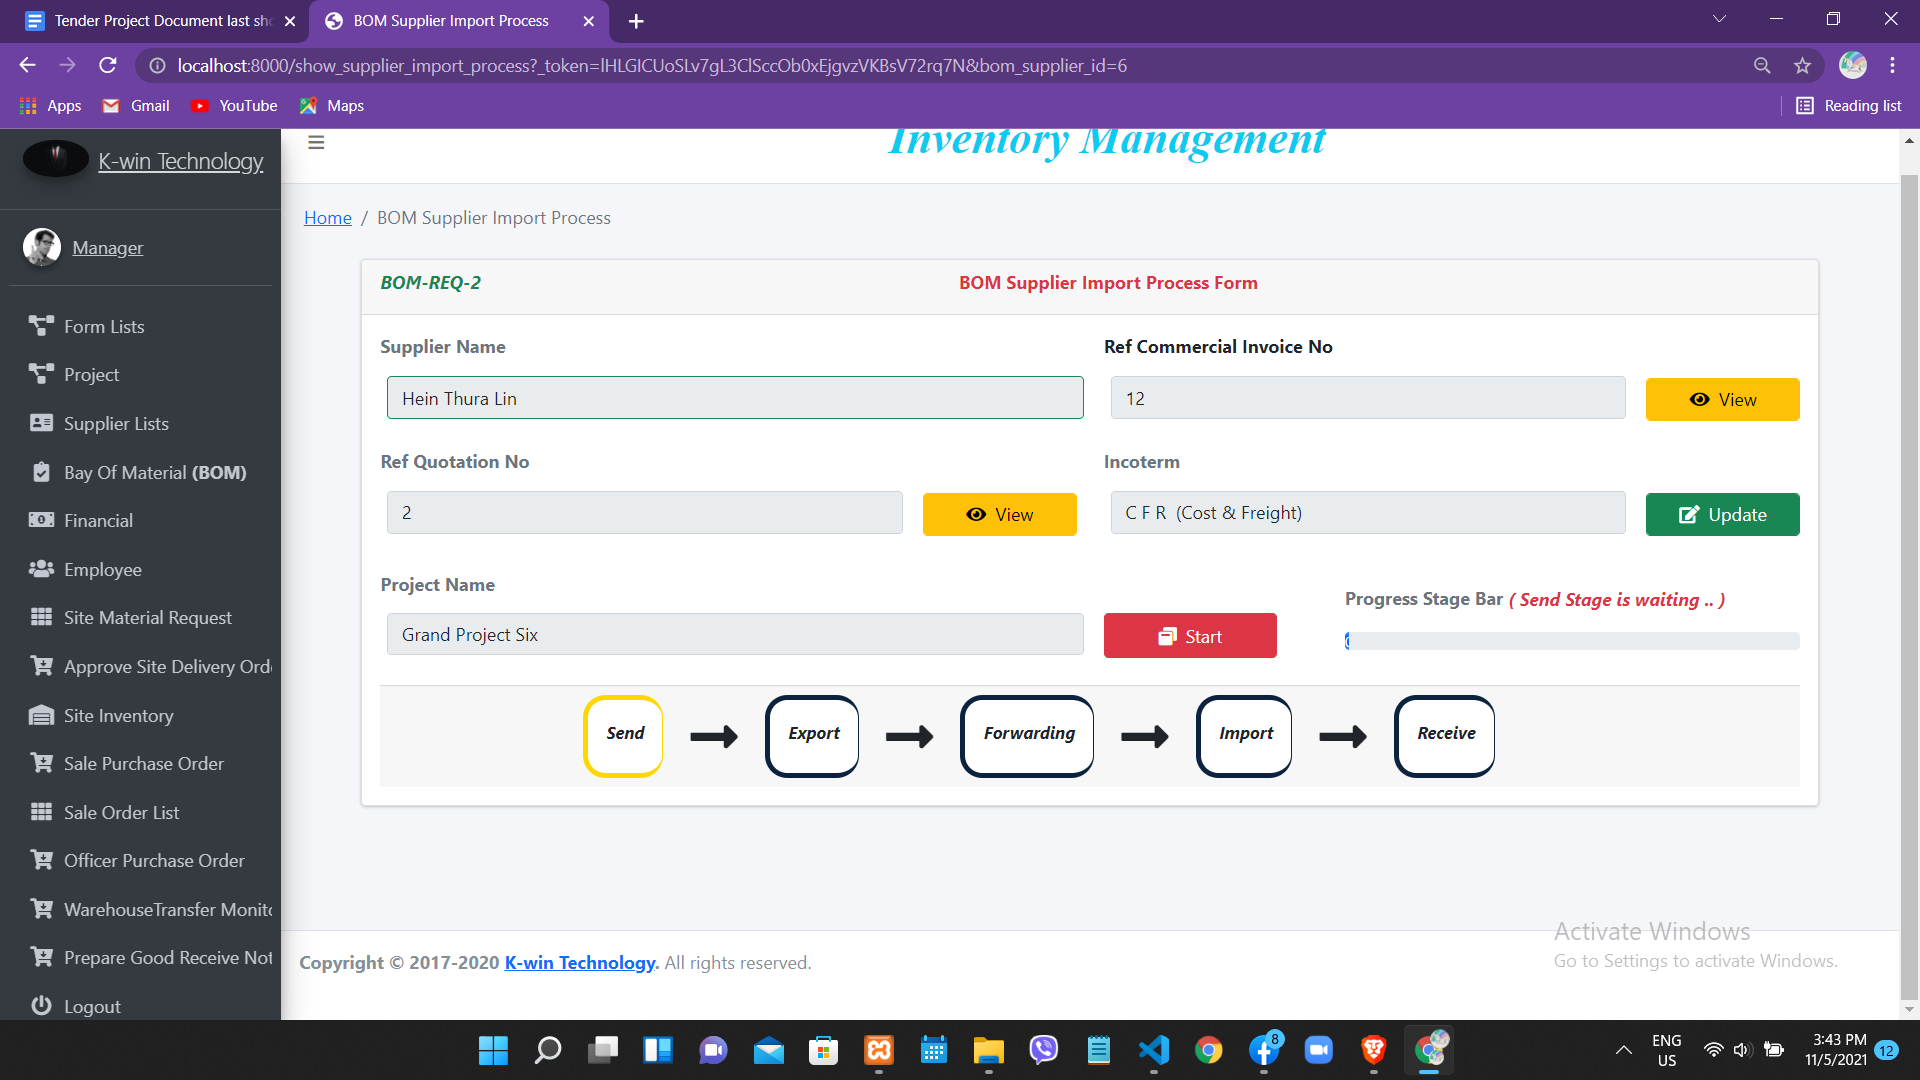 Tender Project Document last sh
BOM Supplier Import Process
localhost:8000/show_supplier_import_process?_token=lHLGICUoSLv7gL3ClSccOb0xEjgvzVKBsV72rq7N&bom_supplier_id=6
Apps
Gmail
YouTube
Maps
Reading list
K-win Technology
Inventory Management
Home / BOM Supplier Import Process
Manager
Form Lists
Project
Supplier Lists
Bay Of Material (BOM)
Financial
Employee
Site Material Request
Approve Site Delivery Ord
Site Inventory
Sale Purchase Order
Sale Order List
Officer Purchase Order
WarehouseTransfer Monit
Prepare Good Receive Not
Logout
BOM-REQ-2
BOM Supplier Import Process Form
Supplier Name
Ref Commercial Invoice No
Hein Thura Lin
12
View
Ref Quotation No
Incoterm
2
View
C F R (Cost & Freight)
Update
Project Name
Progress Stage Bar ( Send Stage is waiting .. )
Grand Project Six
Start
Send
Export
Forwarding
Import
Receive
Activate Windows
Go to Settings to activate Windows.
Copyright © 2017-2020 K-win Technology. All rights reserved.
8
ENG
US
3:43 PM
11/5/2021
12